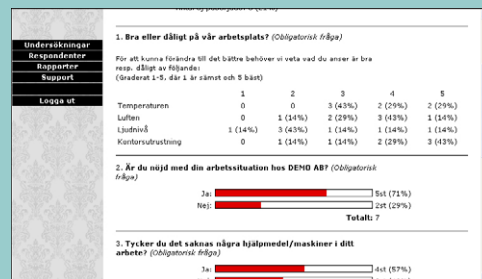 Undersökningar
Respondenter
Rapporter
Support
Logga ut
1. Bra eller dåligt på vår arbetsplats? (Obligatorisk fråga)
För att kunna förändra till det bättre behöver vi veta vad du anser är bra
resp. dåligt av följande:
(Graderat 1-5, där 1 är sämst och 5 bäst)
1 2 3 4 5
Temperaturen 0 0 3 (43%) 2 (29%) 2 (29%)
Luften 0 1 (14%) 2 (29%) 3 (43%) 1 (14%)
Ljudnivå 1 (14%) 3 (43%) 1 (14%) 1 (14%) 1 (14%)
Kontorsutrustning 0 1 (14%) 1 (14%) 2 (29%) 3 (43%)
2. Är du nöjd med din arbetssituation hos DEMO AB? (Obligatorisk
fråga)
Ja: 5st (71%)
Nej: 2st (29%)
Totalt: 7
3. Tycker du det saknas några hjälpmedel/maskiner i ditt
arbete? (Obligatorisk fråga)
Ja: 4st (57%)